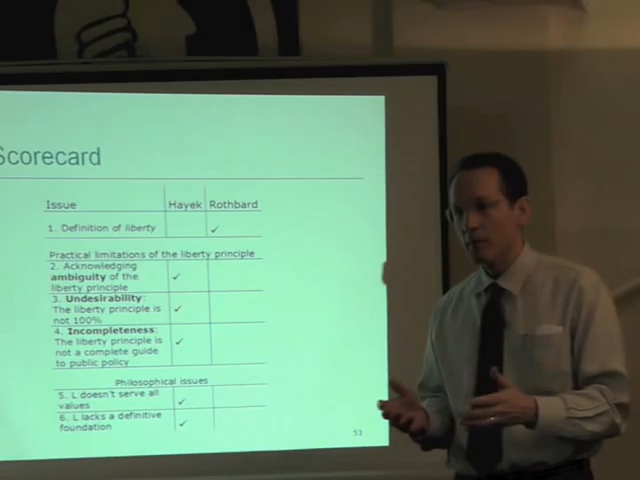 Scorecard
Issue Hayek Rothbard
1. Definition of liberty ✓
Practical limitations of the liberty principle
2. Acknowledging
ambiguity of the ✓
liberty principle
3. Undesirability:
The liberty principle is ✓
not 100%
4. Incompleteness:
The liberty principle is ✓
not a complete guide
to public policy
Philosophical issues
5. L doesn't serve all
values ✓
6. L lacks a definitive
foundation ✓
53